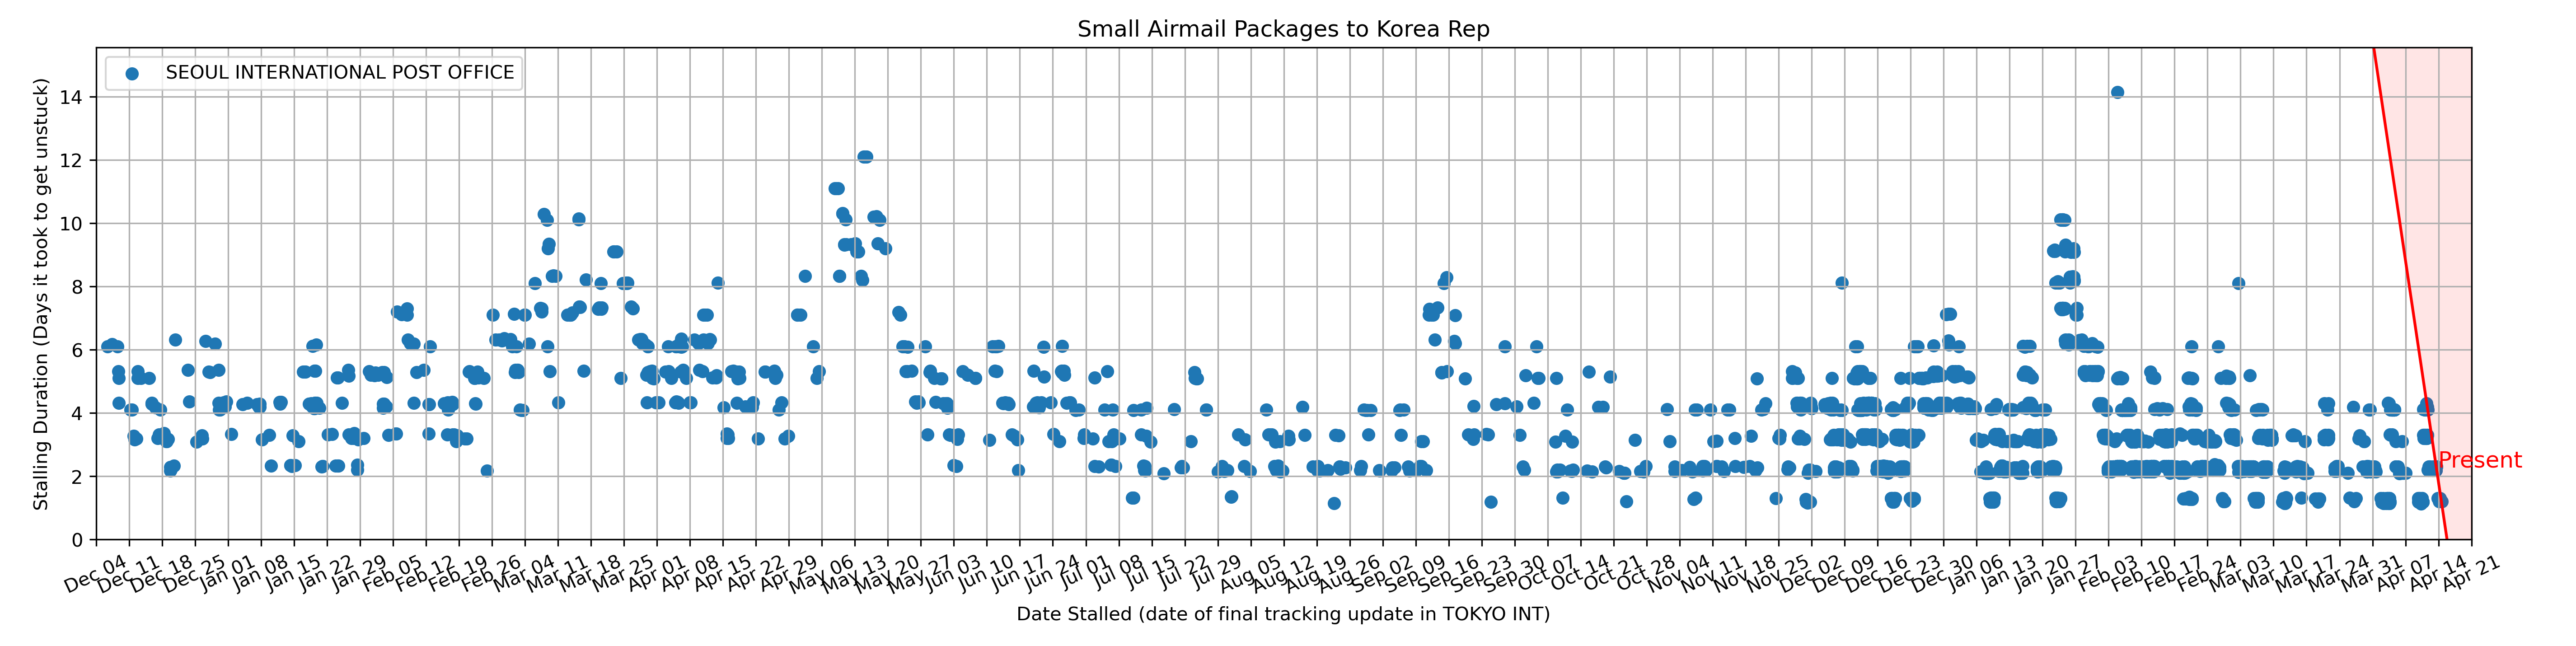 Small Airmail Packages to Korea Rep
SEOUL INTERNATIONAL POST OFFICE
Stalling Duration (Days it took to get unstuck)
14
12
10
8
6
4
2
0
Present
Dec 04
Dec 11
Dec 18
Dec 25
Jan 01
Jan 08
Jan 15
Jan 22
Jan 29
Feb 05
Feb 12
Feb 19
Feb 26
Mar 04
Mar 11
Mar 18
Mar 25
Apr 01
Apr 08
Apr 15
Apr 22
Apr 29
May 06
May 13
May 20
May 27
Jun 03
Jun 10
Jun 17
Jun 24
Jul 01
Jul 08
Jul 15
Jul 22
Jul 29
Aug 05
Aug 12
Aug 19
Aug 26
Sep 02
Sep 09
Sep 16
Sep 23
Sep 30
Oct 07
Oct 14
Oct 21
Oct 28
Nov 04
Nov 11
Nov 18
Nov 25
Dec 02
Dec 09
Dec 16
Dec 23
Dec 30
Jan 06
Jan 13
Jan 20
Jan 27
Feb 03
Feb 10
Feb 17
Feb 24
Mar 03
Mar 10
Mar 17
Mar 24
Mar 31
Apr 07
Apr 14
Apr 21
Date Stalled (date of final tracking update in TOKYO INT)